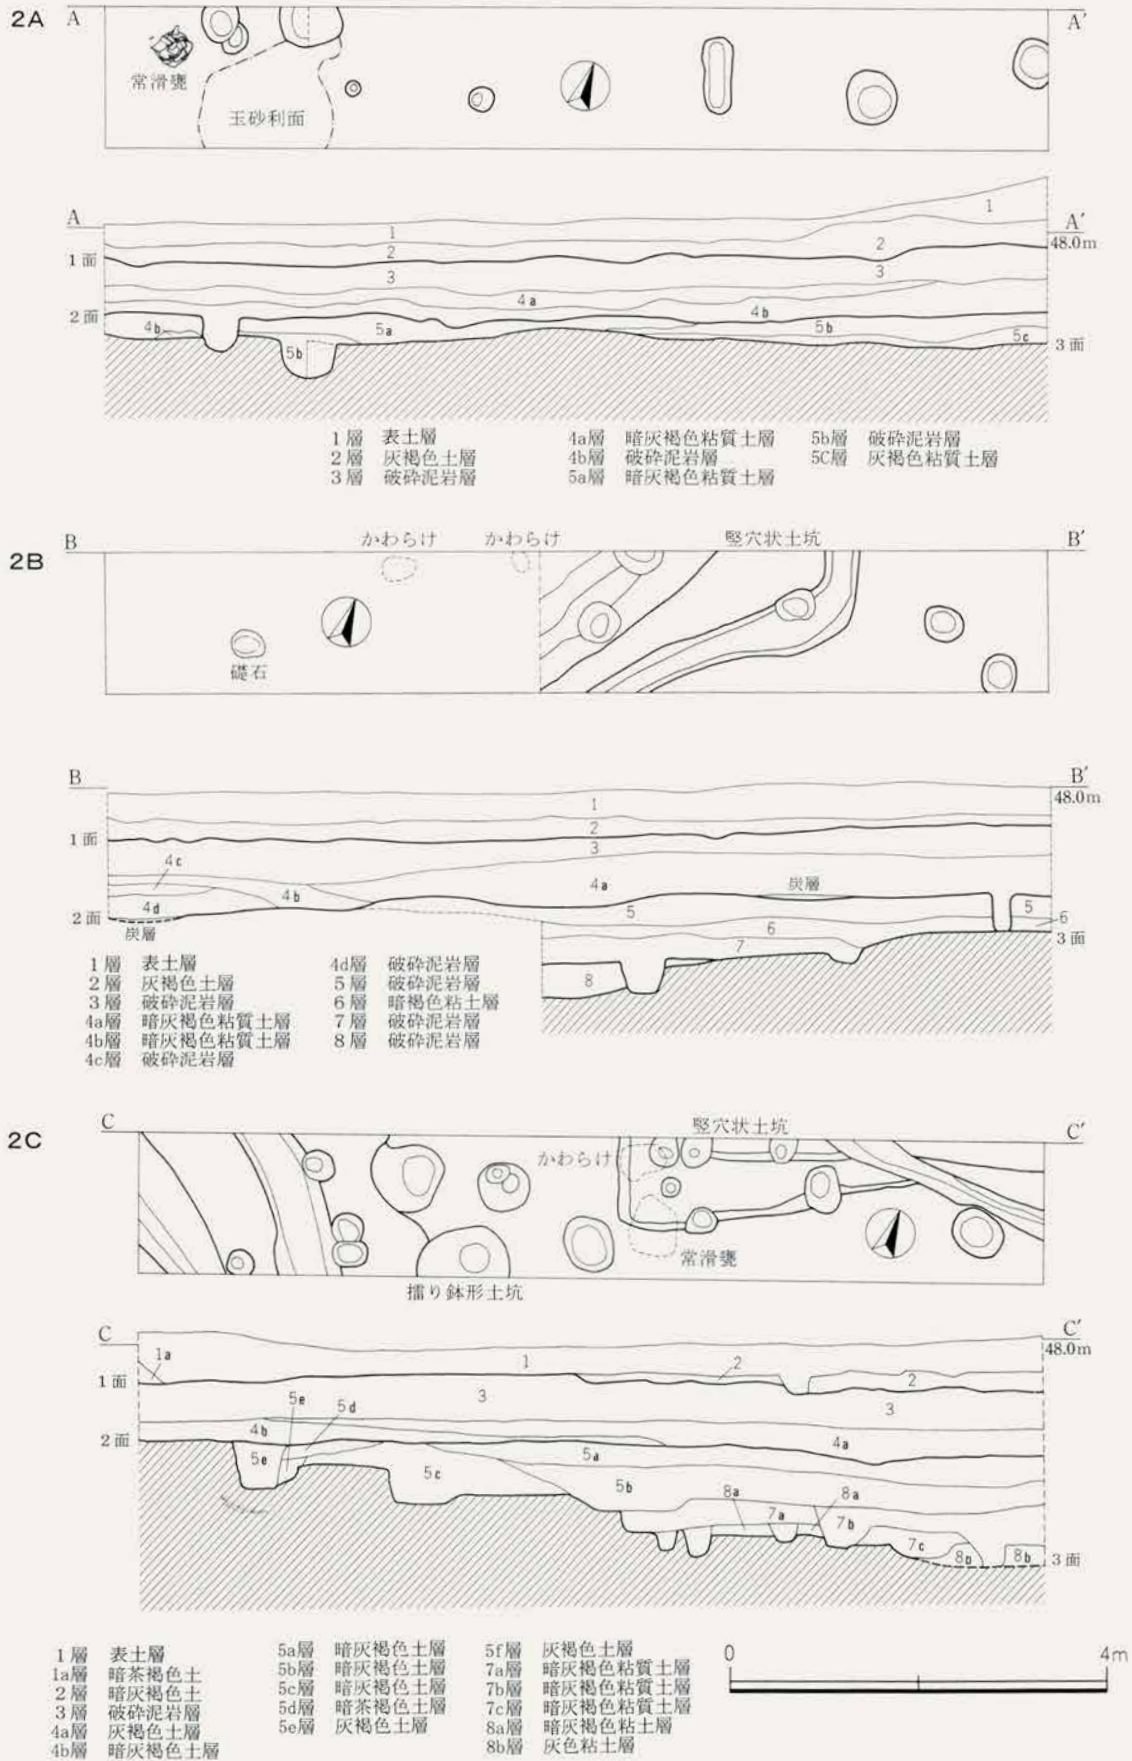 2A
A
A′
常滑甕
玉砂利面
A
A′
48.0m
1
1
2
2
1面
3
3
4a
4b
2面
4b
5a
5b
5b
5c
3面
1層 表土層
2層 灰褐色土層
3層 破砕泥岩層
4a層 暗灰褐色粘質土層
4b層 破砕泥岩層
5a層 暗灰褐色粘質土層
5b層 破砕泥岩層
5C層 灰褐色粘質土層
2B
B
B′
かわらけ
かわらけ
竪穴状土坑
礎石
B
B′
48.0m
1
1面
2
3
4c
4a
炭層
4b
4d
5
5
2面
炭層
6
6
7
3面
8
1層 表土層
2層 灰褐色土層
3層 破砕泥岩層
4a層 暗灰褐色粘質土層
4b層 暗灰褐色粘質土層
4c層 破砕泥岩層
4d層 破砕泥岩層
5層 破砕泥岩層
6層 暗褐色粘土層
7層 破砕泥岩層
8層 破砕泥岩層
2C
C
C′
竪穴状土坑
かわらけ
常滑甕
擂り鉢形土坑
C
C′
48.0m
1a
1
2
2
1面
3
3
5e
5d
4b
2面
4a
5a
5e
5c
5b
8a
8a
7a
7b
7c
8b
8b
3面
1層 表土層
1a層 暗茶褐色土
2層 暗灰褐色土
3層 破砕泥岩層
4a層 灰褐色土層
4b層 暗灰褐色土層
5a層 暗灰褐色土層
5b層 暗灰褐色土層
5c層 暗灰褐色土層
5d層 暗茶褐色土層
5e層 灰褐色土層
5f層 灰褐色土層
7a層 暗灰褐色粘質土層
7b層 暗灰褐色粘質土層
7c層 暗灰褐色粘質土層
8a層 暗灰褐色粘土層
8b層 灰色粘土層
0
4m